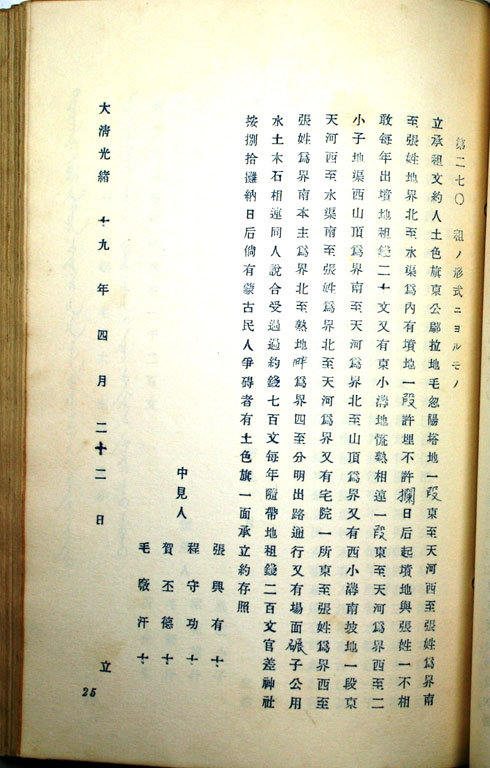 第二七〇　租ノ形式ニヨルモノ
立承租文約人土色旗東公鄢拉地毛忽陽塔地一段東至天河西至張姓爲界南
至張姓地界北至水渠爲內有墳地一段許埋不許攔日后起墳地與張姓一不相
敢每年出墳地租錢二十文又有東小溝地慌熱相連一段東至天河爲界西至二
小子地渠西山頂爲界南至天河爲界北至山頂爲界又有西小溝南坡地一段東
天河西至水渠南至張姓爲界北至天河爲界又有宅院一所東至張姓爲界西至
張姓爲界南本主爲界北至熟地畔爲界四至分明出路通行又有場面碾子公用
水土木石相連同人說合受過過約錢七百文每年隨帶地租錢二百文官差神社
按捌拾攤納日后倘有蒙古民人爭碍者有土色旗一面承立約存照
中見人
張興有十
程守功十
賀丕德十
毛敖汗十
大淸光緖 十九年四月二十二日 立
25